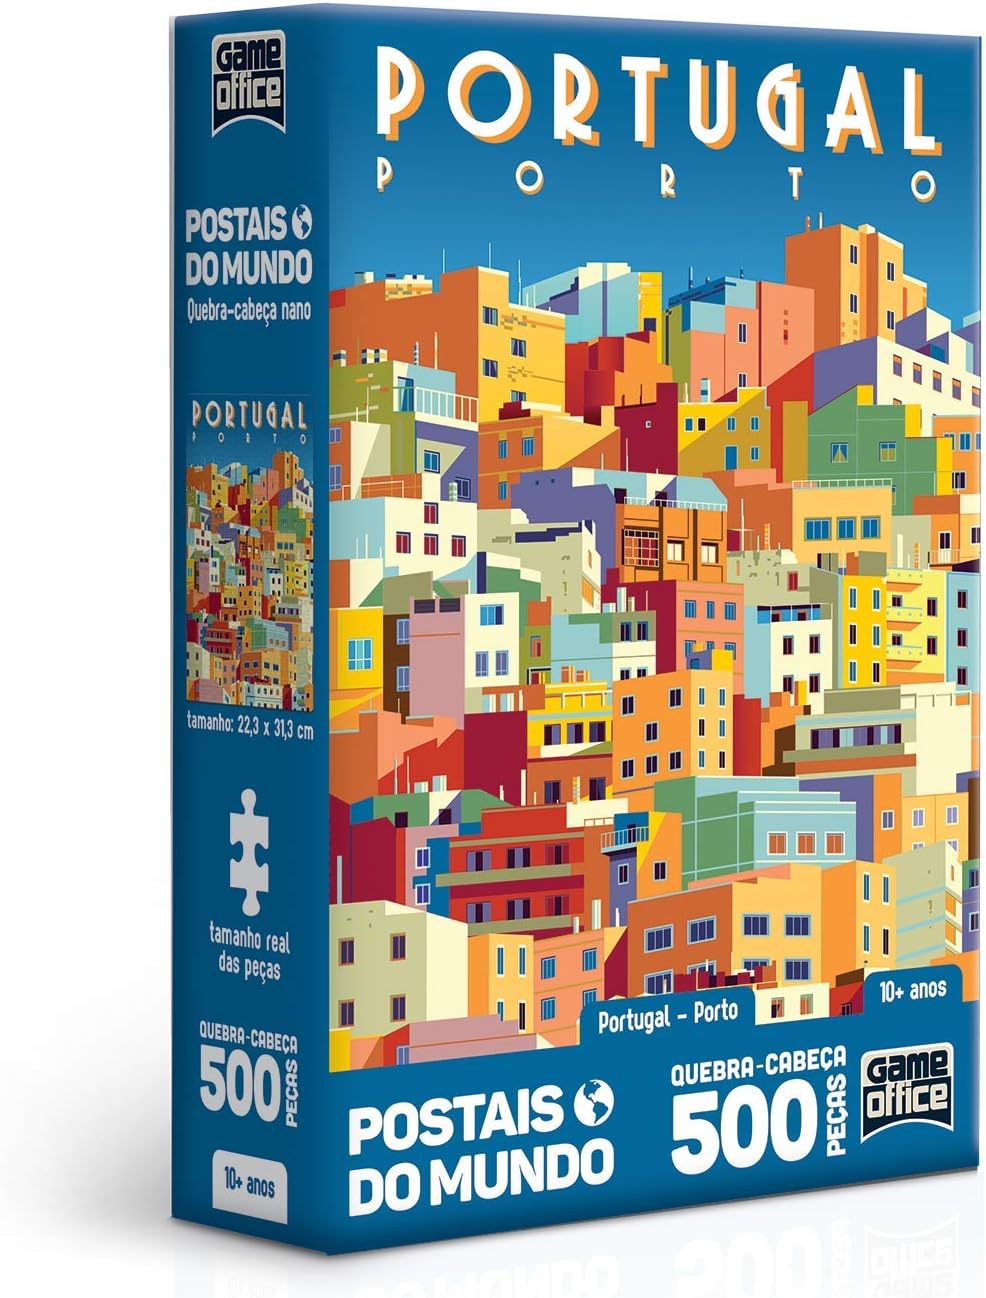 Game
Office
POSTAIS
DO MUNDO
Quebra-cabeça nano
PORTUGAL
PORTO
tamanho: 22,3 x 31,3 cm
tamanho real
das peças
QUEBRA-CABEÇA
500
PEÇAS
10+ anos
PORTUGAL
PORTO
Portugal - Porto
10+ anos
POSTAIS
DO MUNDO
QUEBRA-CABEÇA
500
PEÇAS
Game
Office